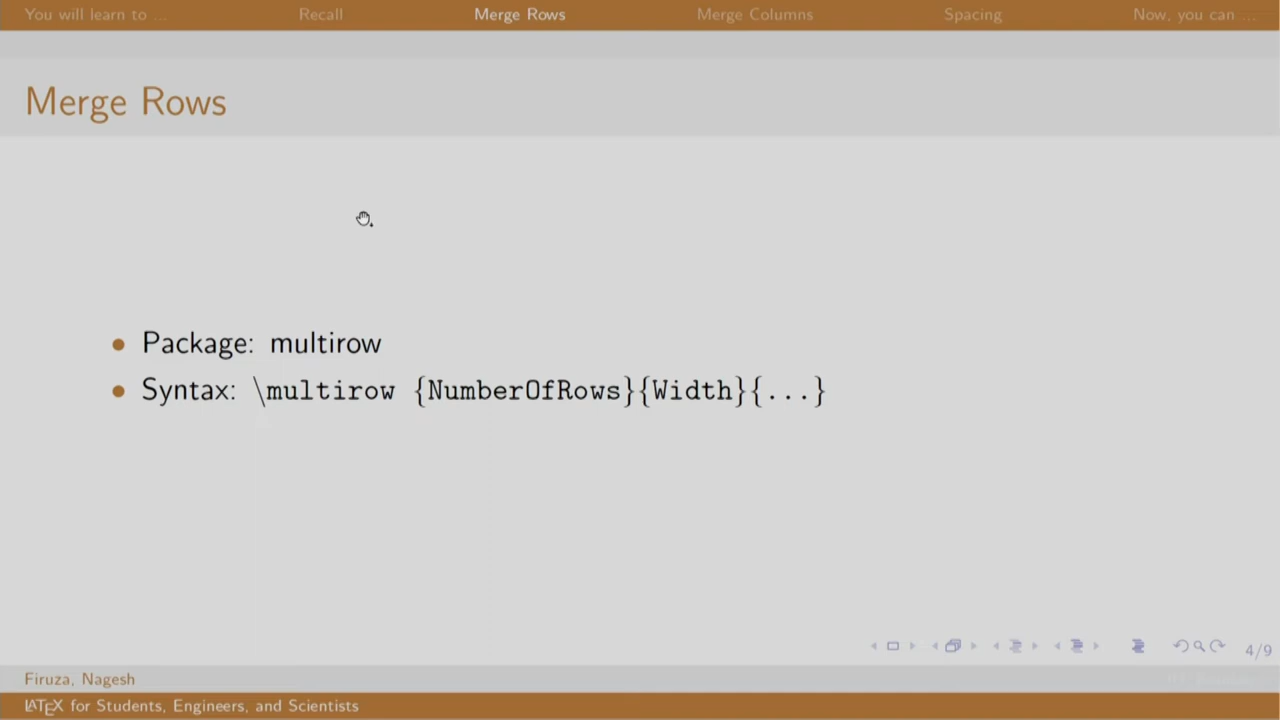 You will learn to ... Recall Merge Rows Merge Columns Spacing Now, you can ...
Merge Rows
• Package: multirow
• Syntax: \multirow {NumberOfRows}{Width}{...}
4/9
Firuza, Nagesh
LATEX for Students, Engineers, and Scientists